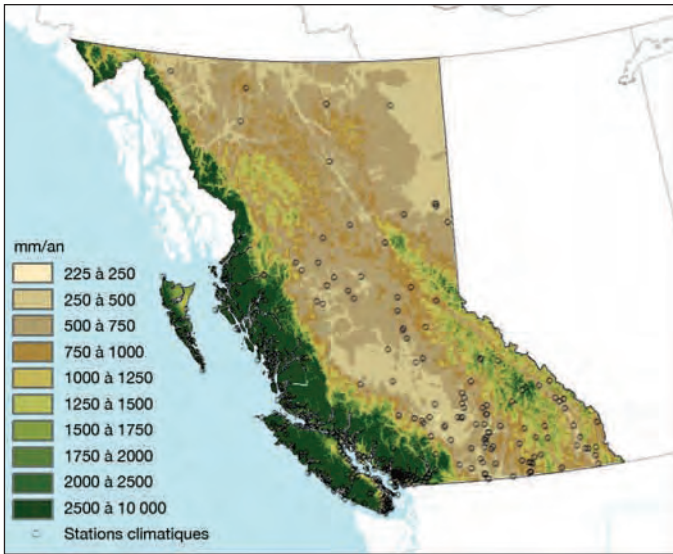 mm/an
225 à 250
250 à 500
500 à 750
750 à 1000
1000 à 1250
1250 à 1500
1500 à 1750
1750 à 2000
2000 à 2500
2500 à 10 000
Stations climatiques